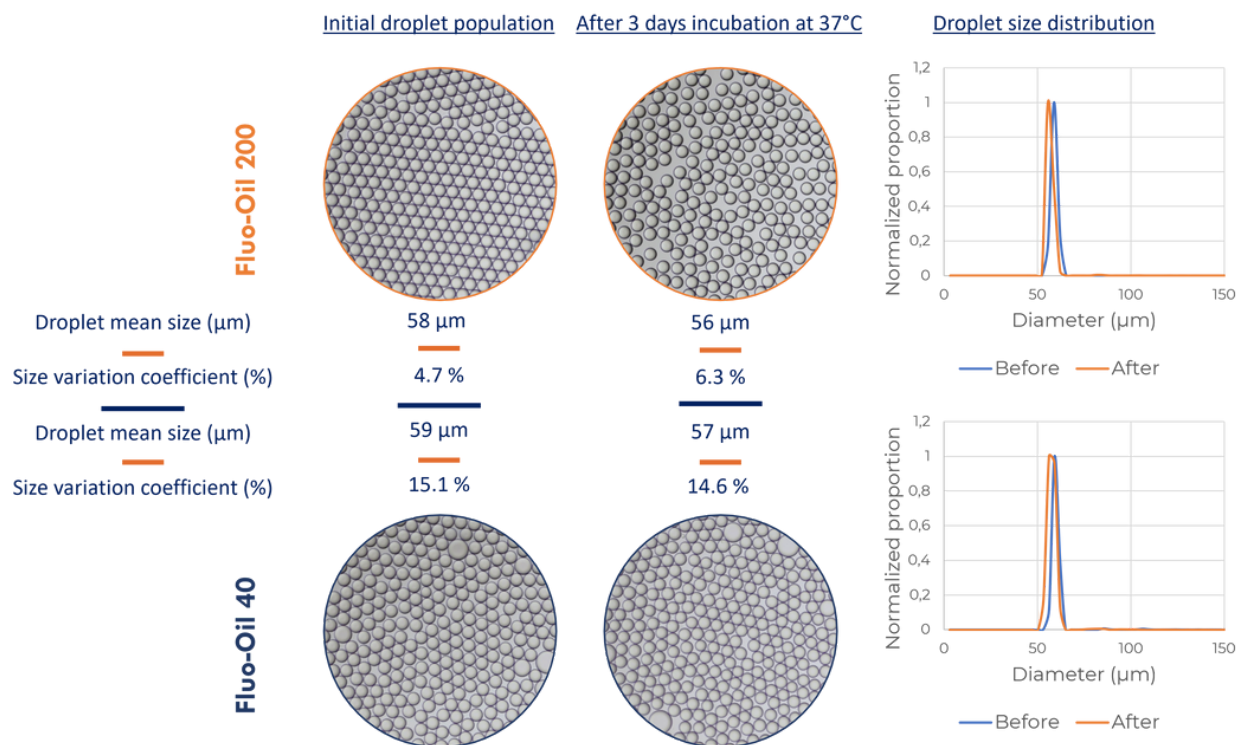 Initial droplet population
After 3 days incubation at 37°C
Droplet size distribution
Fluo-Oil 200
Normalized proportion
1,2
1
0,8
0,6
0,4
0,2
0
0 50 100 150
Diameter (µm)
Before After
Droplet mean size (µm) 58 µm 56 µm
Size variation coefficient (%) 4.7 % 6.3 %
Droplet mean size (µm) 59 µm 57 µm
Size variation coefficient (%) 15.1 % 14.6 %
Fluo-Oil 40
Normalized proportion
1,2
1
0,8
0,6
0,4
0,2
0
0 50 100 150
Diameter (µm)
Before After